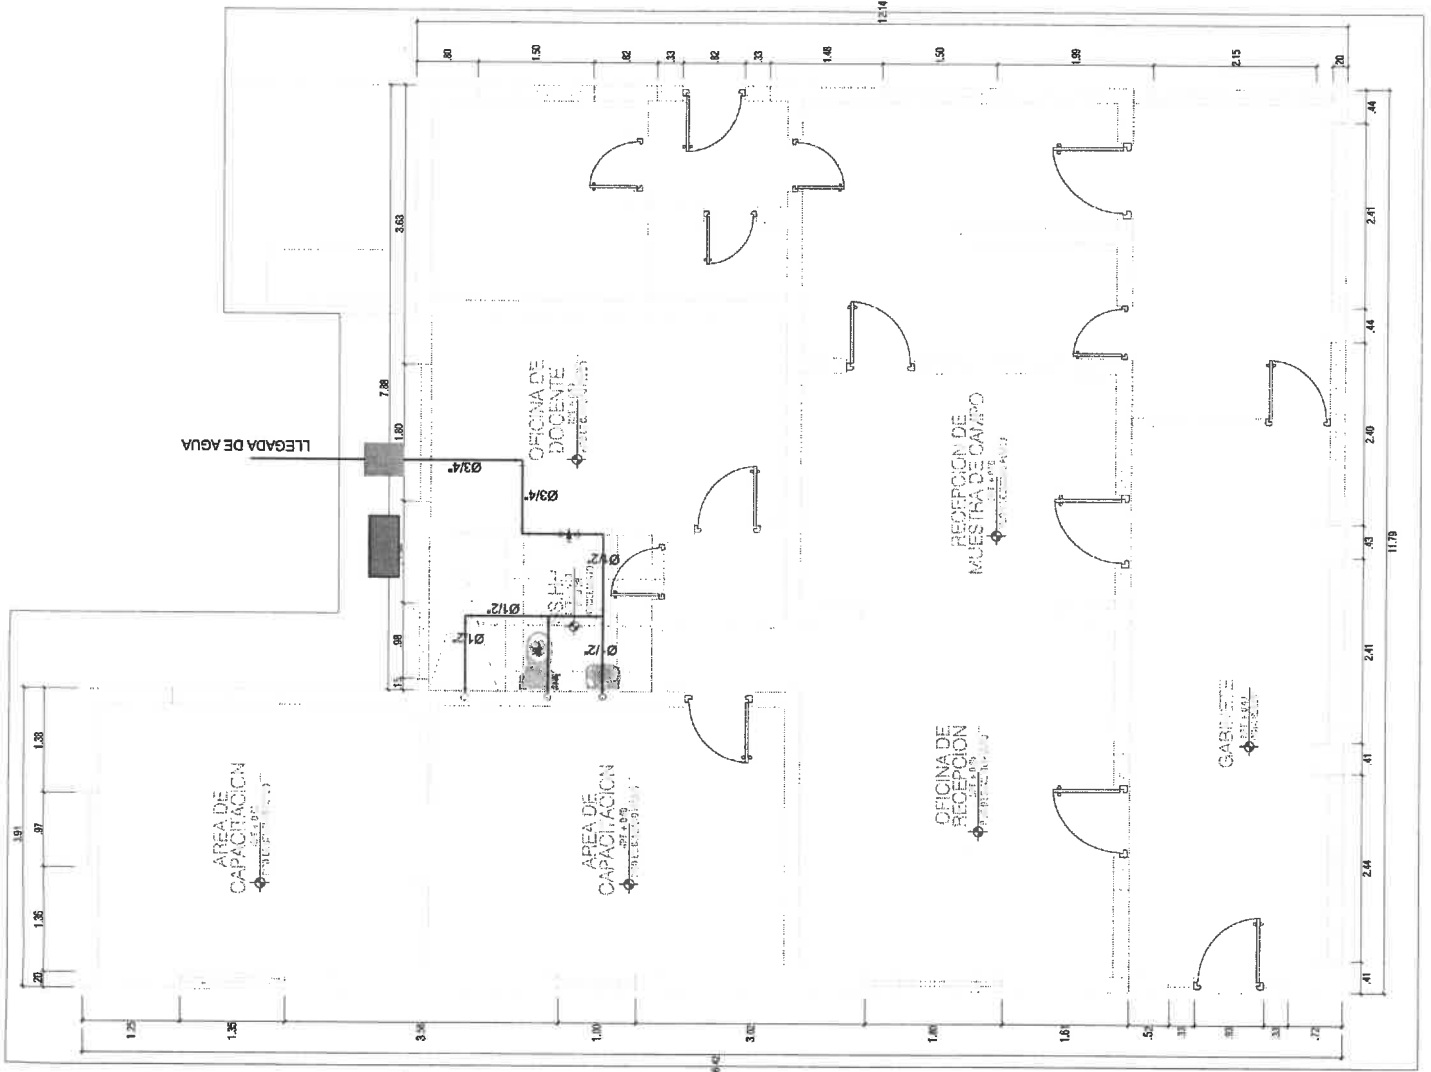 12.14
.80
1.50
.82
.33
.82
.33
1.48
1.50
1.99
2.15
.20
.44
2.41
.44
2.40
.43
2.41
.41
2.44
.41
11.79
3.63
7.88
1.80
.98
.15
LLEGADA DE AGUA
Ø3/4"
Ø3/4"
Ø1/2"
Ø1/2"
Ø1/2"
Ø1/2"
OFICINA DE
DOCENTE
S.H.
RECEPCION DE
MUESTRA DE CAMPO
AREA DE
CAPACITACION
AREA DE
CAPACITACION
OFICINA DE
RECEPCION
3.91
1.38
.97
1.36
.20
1.25
1.35
3.56
1.00
3.02
1.80
1.61
.52
.33
.93
.33
.72